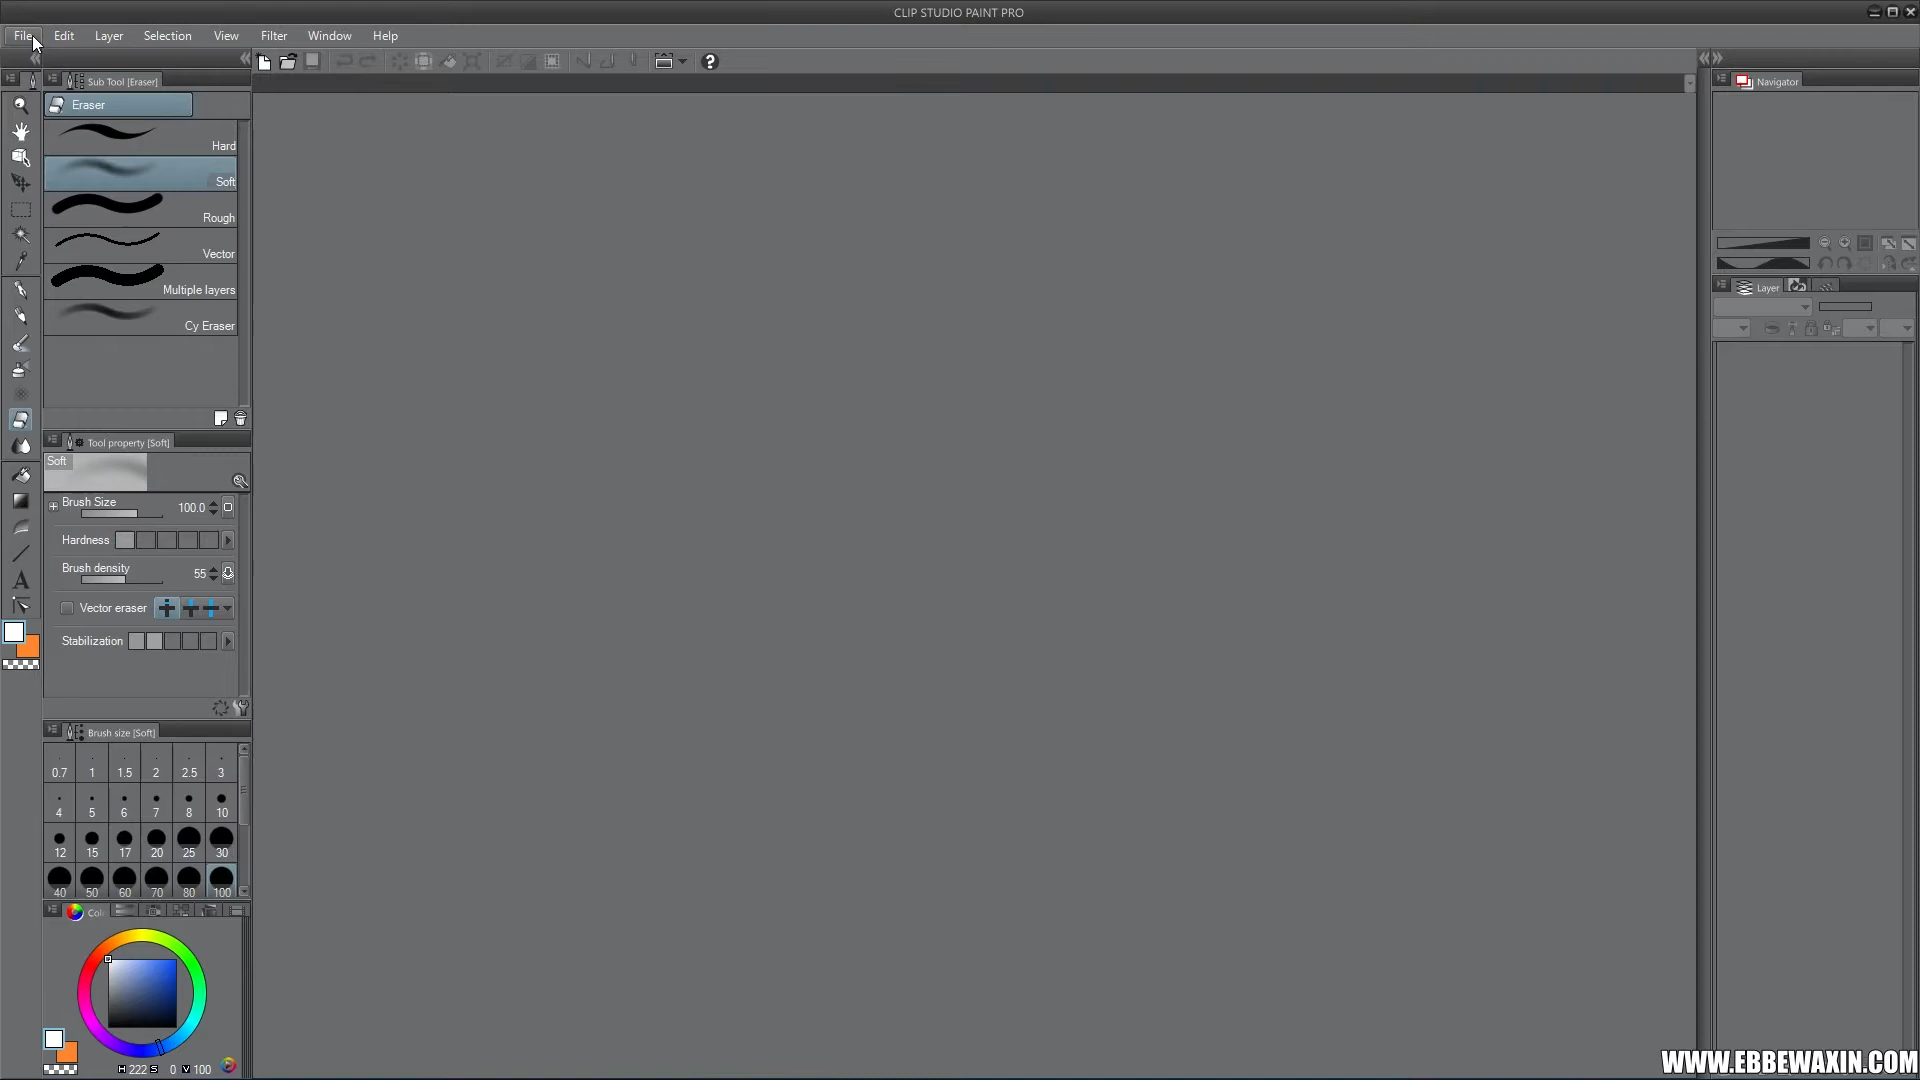 CLIP STUDIO PAINT PRO
File Edit Layer Selection View Filter Window Help
Sub Tool [Eraser]
Eraser
Hard
Soft
Rough
Vector
Multiple layers
Cy Eraser
Tool property [Soft]
Soft
Brush Size 100.0
Hardness
Brush density 55
Vector eraser
Stabilization
Brush size [Soft]
0.7 1 1.5 2 2.5 3
4 5 6 7 8 10
12 15 17 20 25 30
40 50 60 70 80 100
Col
H 222 S 0 V 100
Navigator
Layer
WWW.EBBEWAXIN.COM